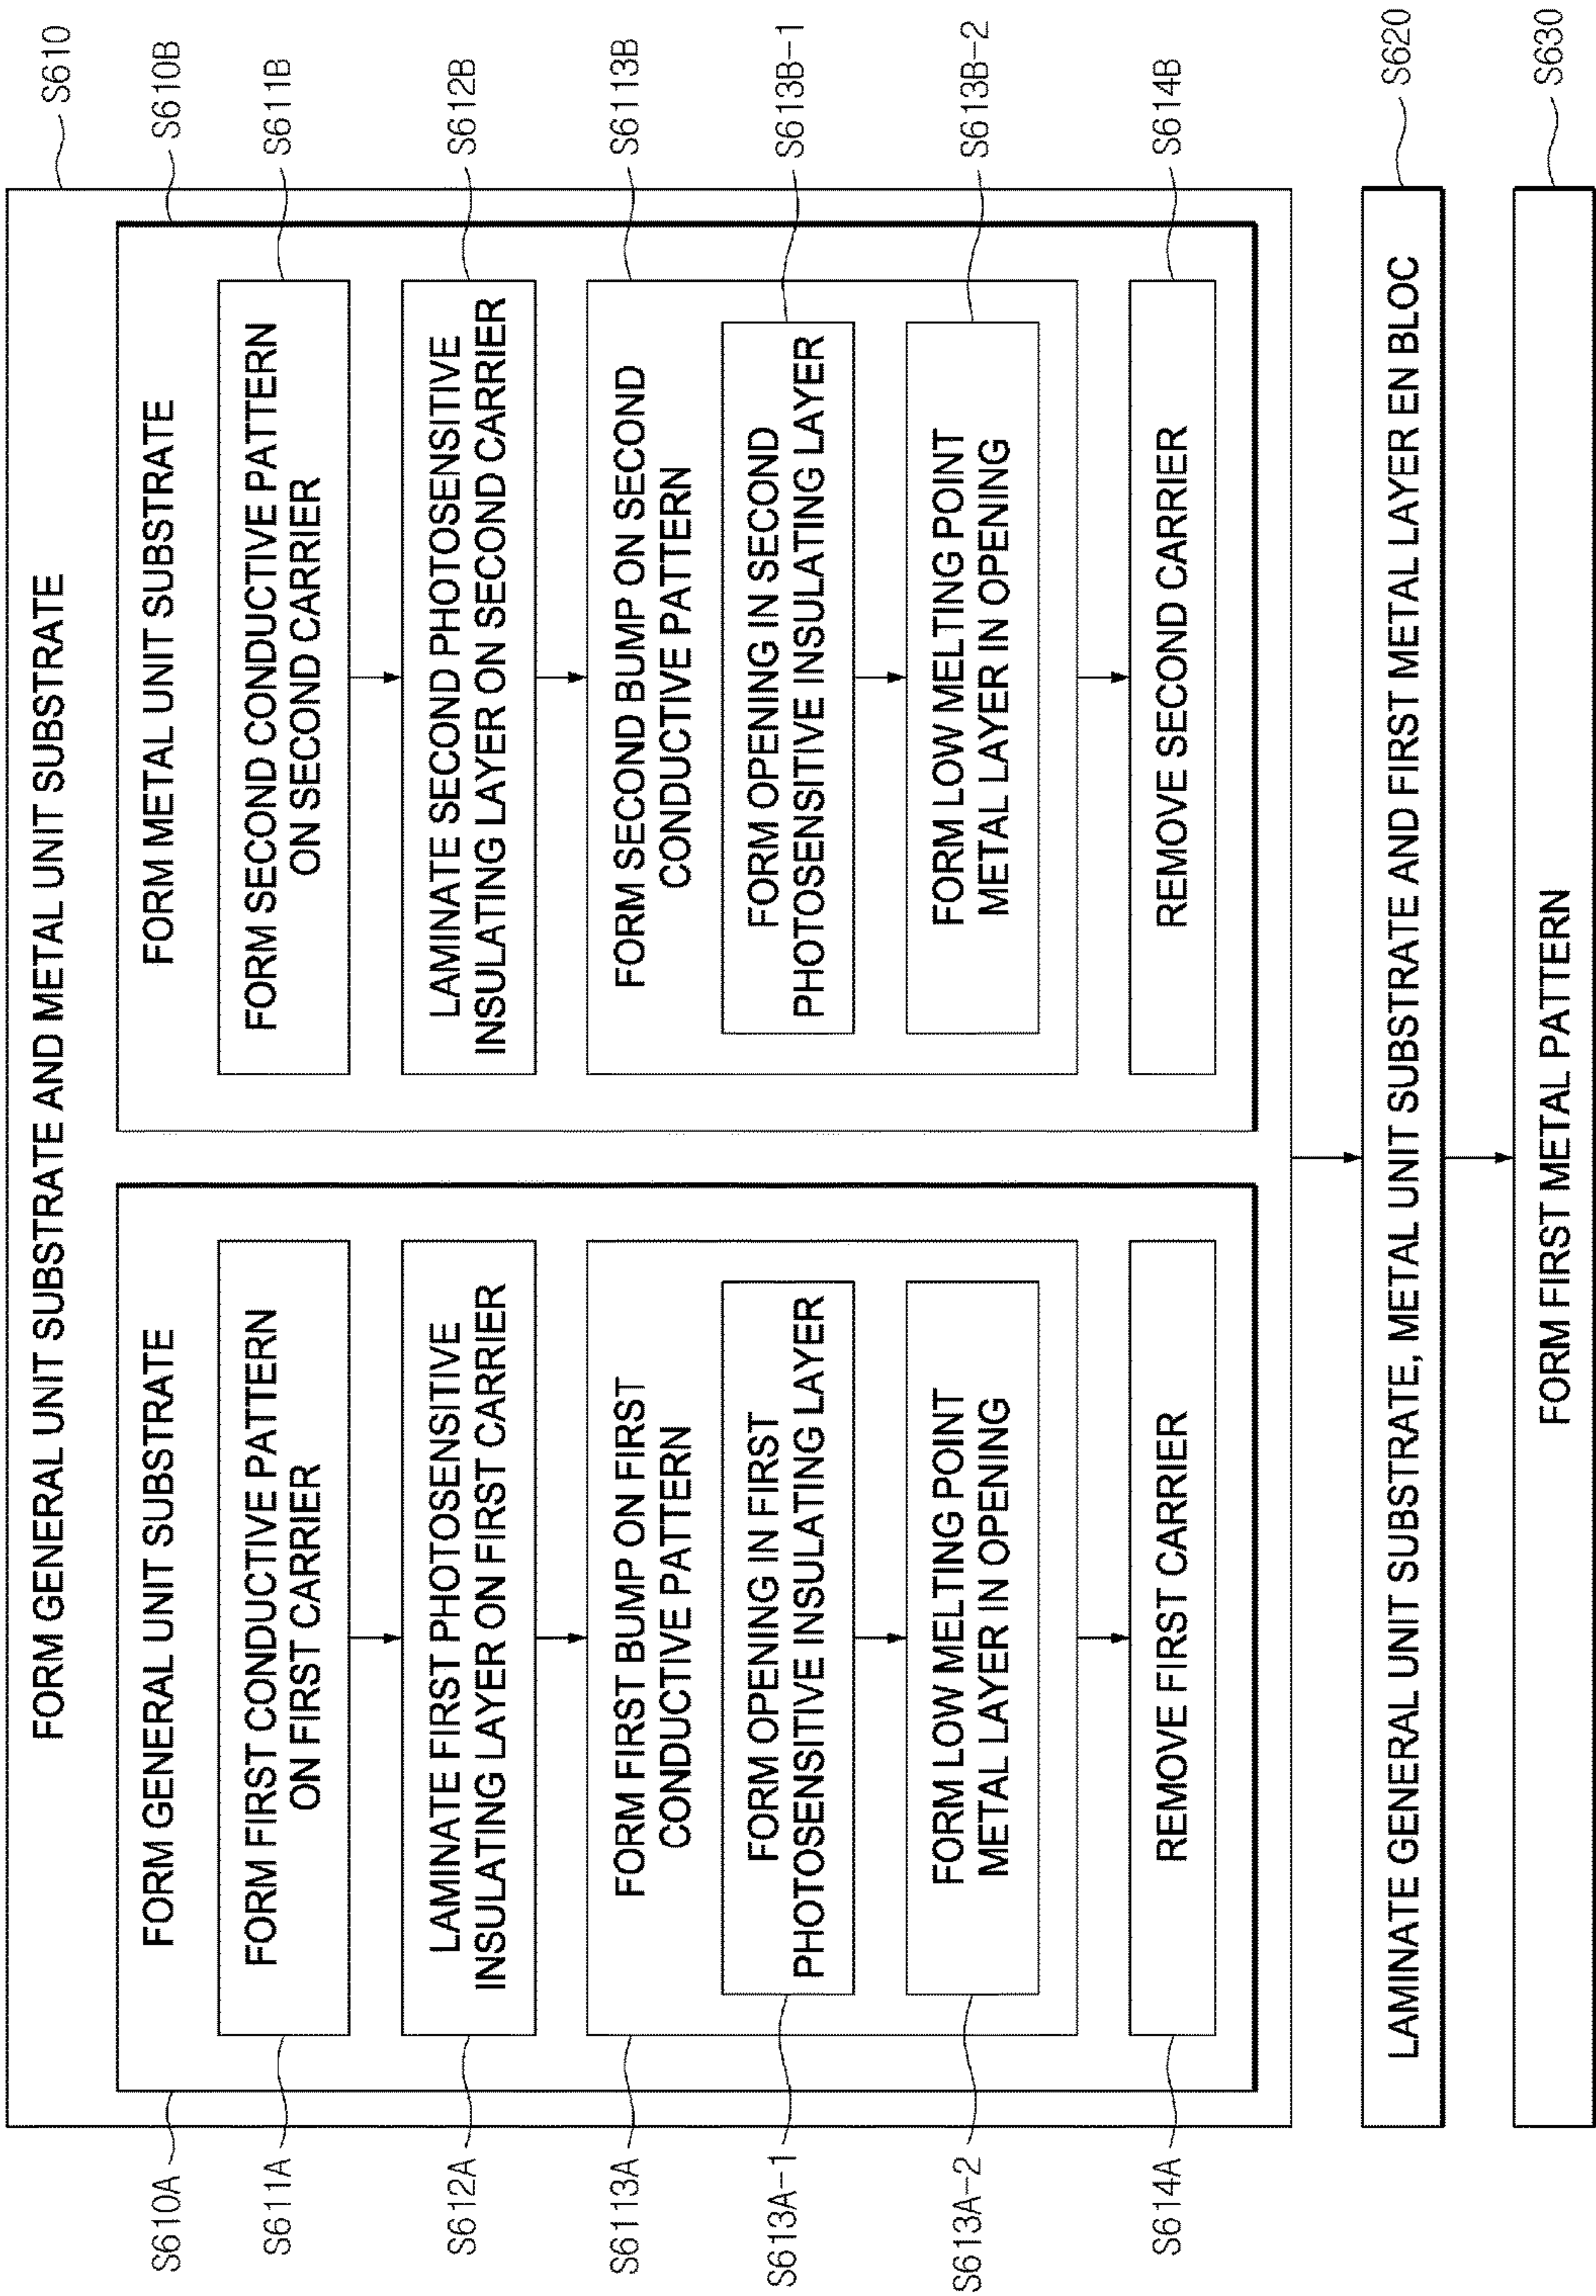 FORM GENERAL UNIT SUBSTRATE AND METAL UNIT SUBSTRATE
S610
S610A
FORM GENERAL UNIT SUBSTRATE
S611A
FORM FIRST CONDUCTIVE PATTERN
ON FIRST CARRIER
S612A
LAMINATE FIRST PHOTOSENSITIVE
INSULATING LAYER ON FIRST CARRIER
S6113A
FORM FIRST BUMP ON FIRST
CONDUCTIVE PATTERN
S613A-1
FORM OPENING IN FIRST
PHOTOSENSITIVE INSULATING LAYER
S613A-2
FORM LOW MELTING POINT
METAL LAYER IN OPENING
S614A
REMOVE FIRST CARRIER
FORM METAL UNIT SUBSTRATE
S610B
FORM SECOND CONDUCTIVE PATTERN
ON SECOND CARRIER
S611B
LAMINATE SECOND PHOTOSENSITIVE
INSULATING LAYER ON SECOND CARRIER
S612B
FORM SECOND BUMP ON SECOND
CONDUCTIVE PATTERN
S6113B
FORM OPENING IN SECOND
PHOTOSENSITIVE INSULATING LAYER
S613B-1
FORM LOW MELTING POINT
METAL LAYER IN OPENING
S613B-2
REMOVE SECOND CARRIER
S614B
LAMINATE GENERAL UNIT SUBSTRATE, METAL UNIT SUBSTRATE AND FIRST METAL LAYER EN BLOC
S620
FORM FIRST METAL PATTERN
S630